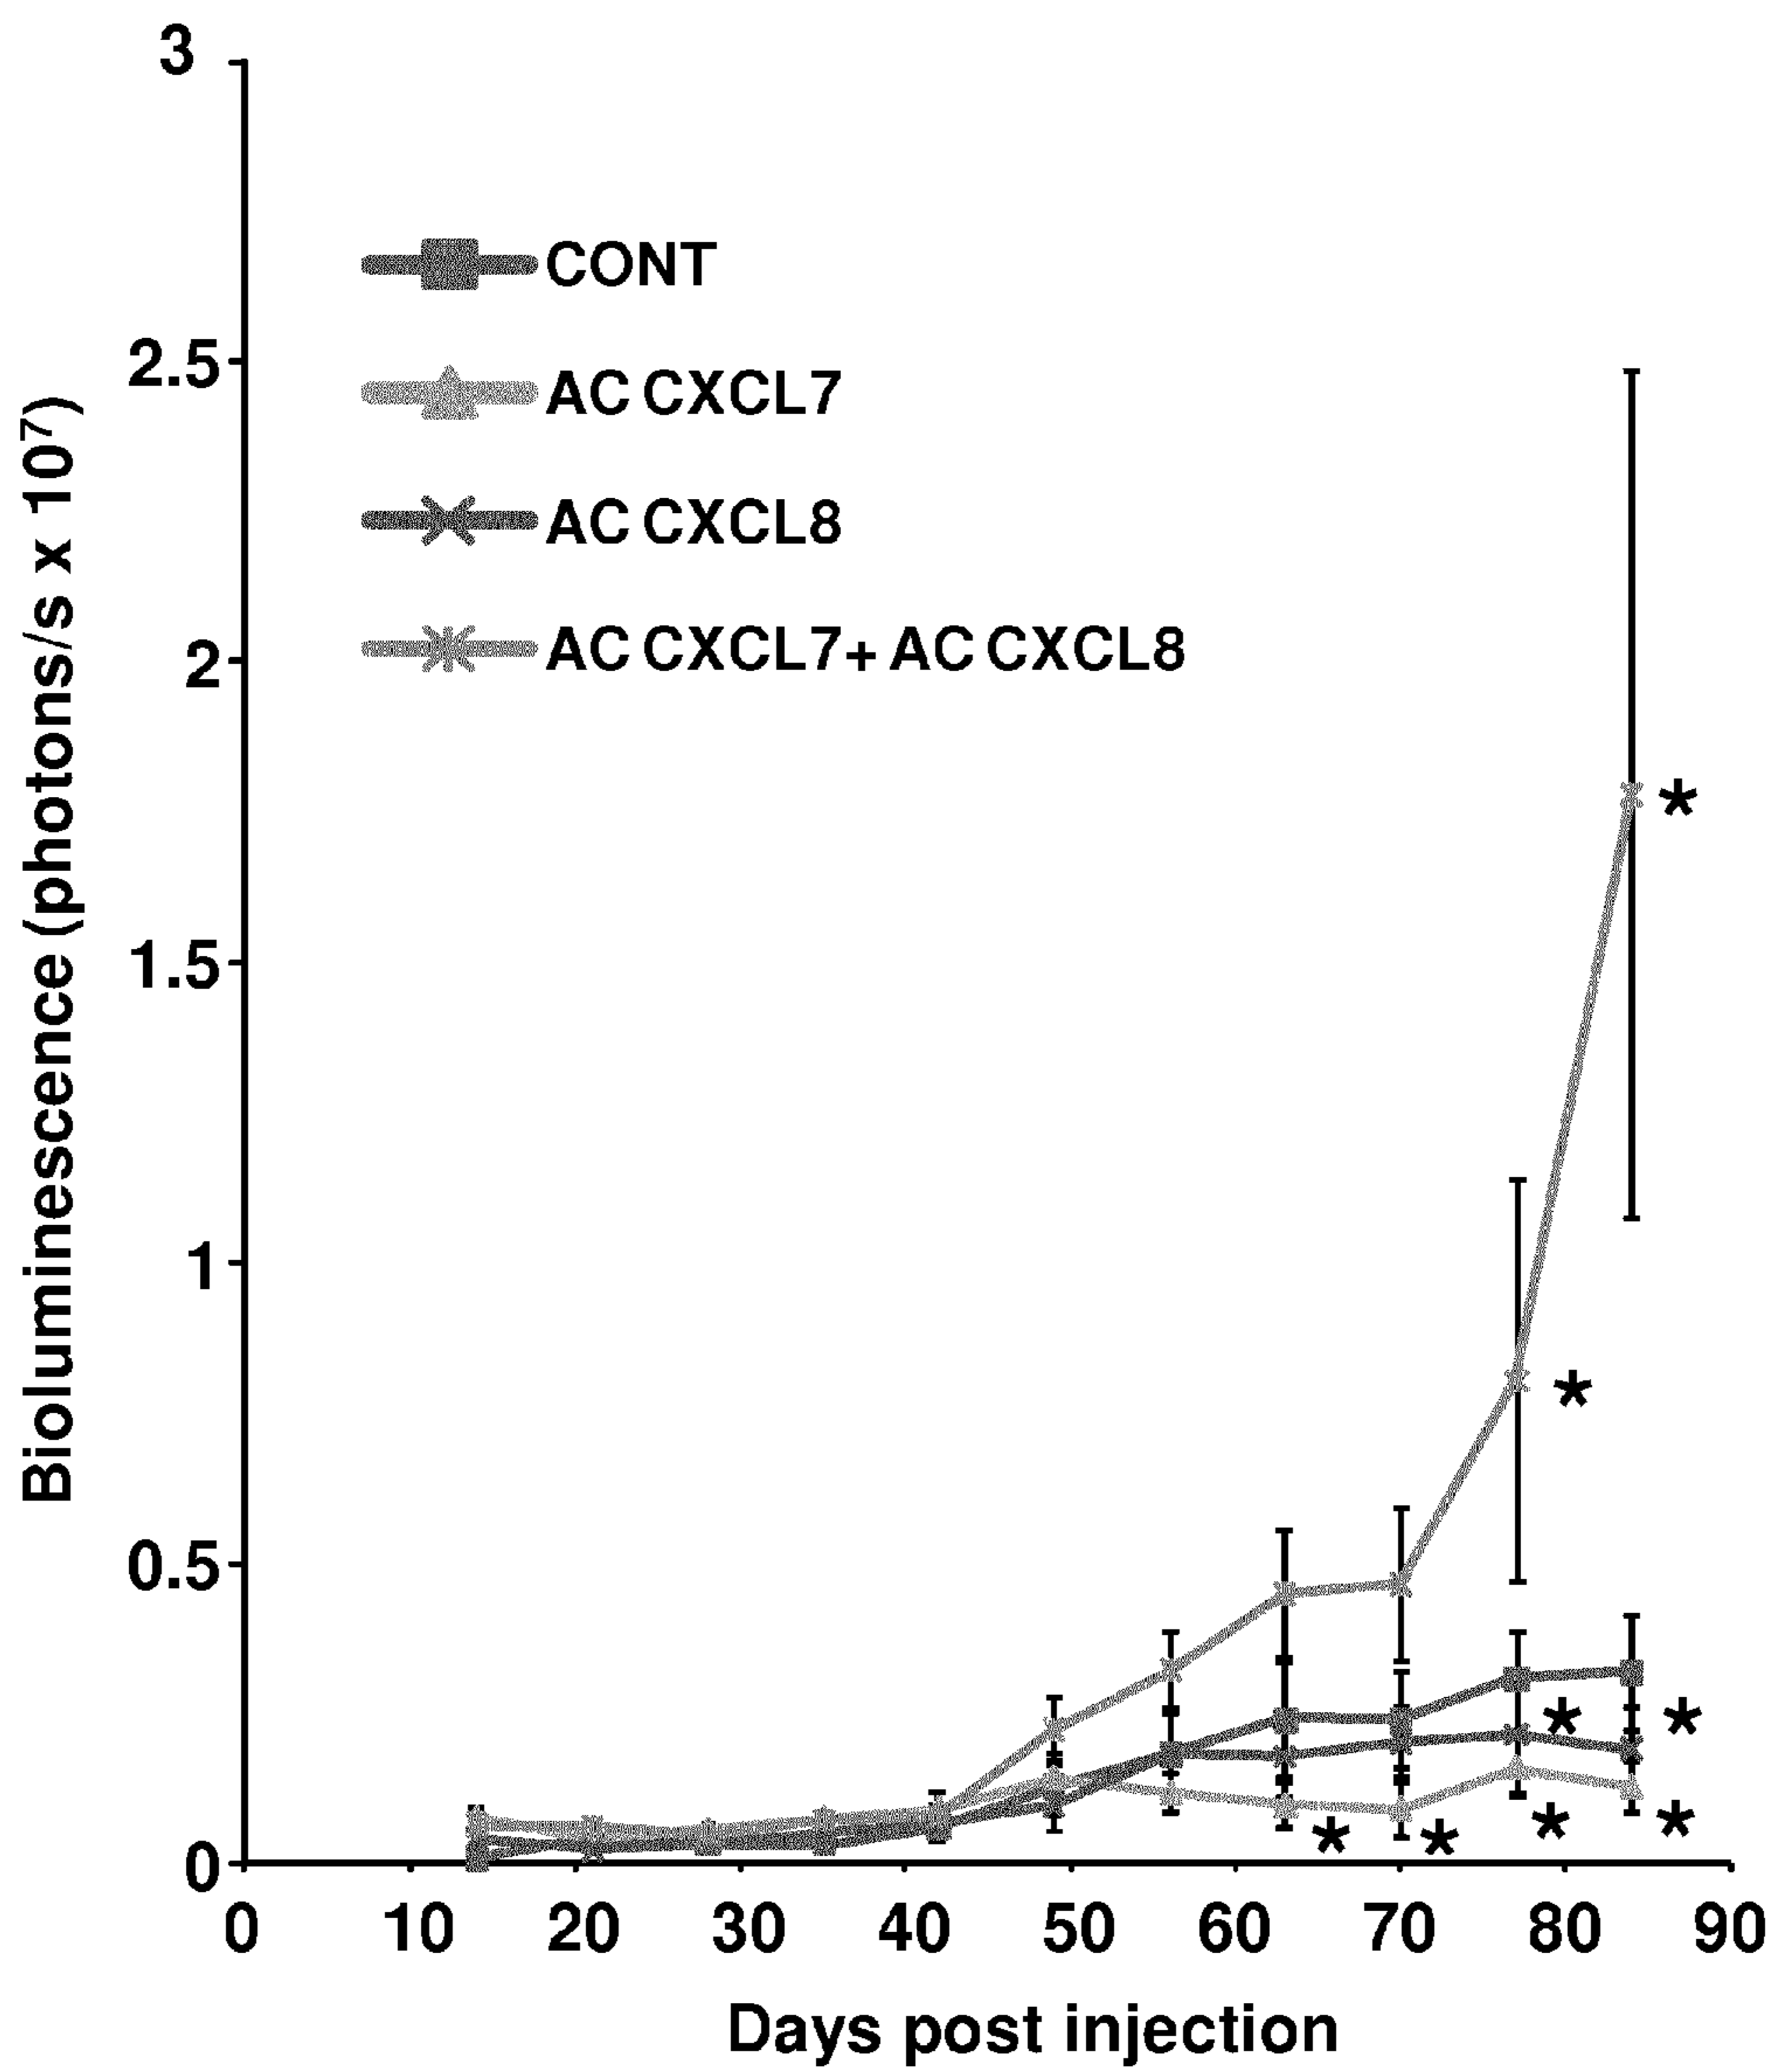 Bioluminescence (photons/s x 10⁷)
3
2.5
2
1.5
1
0.5
0
CONT
AC CXCL7
AC CXCL8
AC CXCL7+ AC CXCL8
*
*
* *
* * * *
0 10 20 30 40 50 60 70 80 90
Days post injection